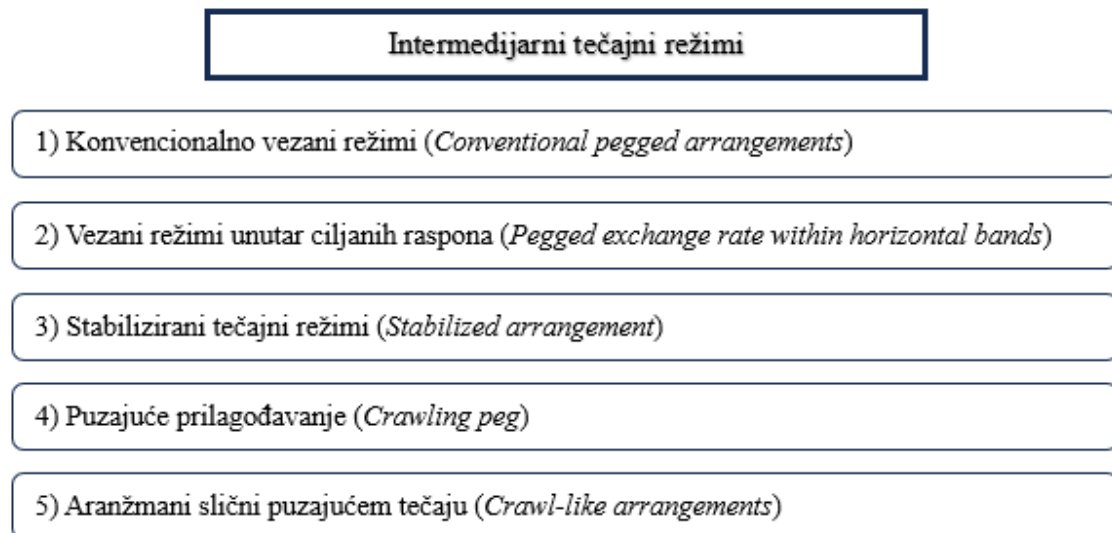 Intermedijarni tečajni režimi
1) Konvencionalno vezani režimi (Conventional pegged arrangements)
2) Vezani režimi unutar ciljanih raspona (Pegged exchange rate within horizontal bands)
3) Stabilizirani tečajni režimi (Stabilized arrangement)
4) Puzajuće prilagođavanje (Crawling peg)
5) Aranžmani slični puzajućem tečaju (Crawl-like arrangements)